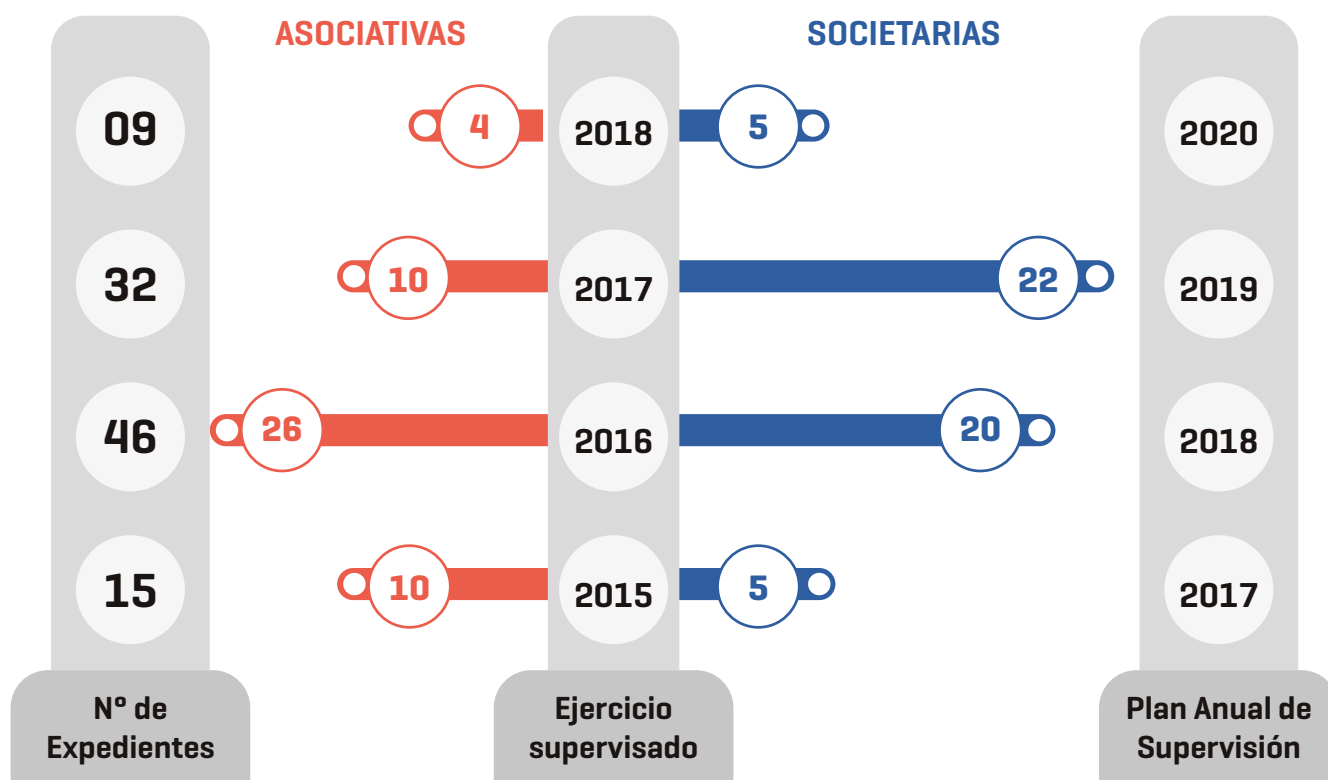 ASOCIATIVAS SOCIETARIAS
09 4 2018 5 2020
32 10 2017 22 2019
46 26 2016 20 2018
15 10 2015 5 2017
Nº de
Expedientes
Ejercicio
supervisado
Plan Anual de
Supervisión